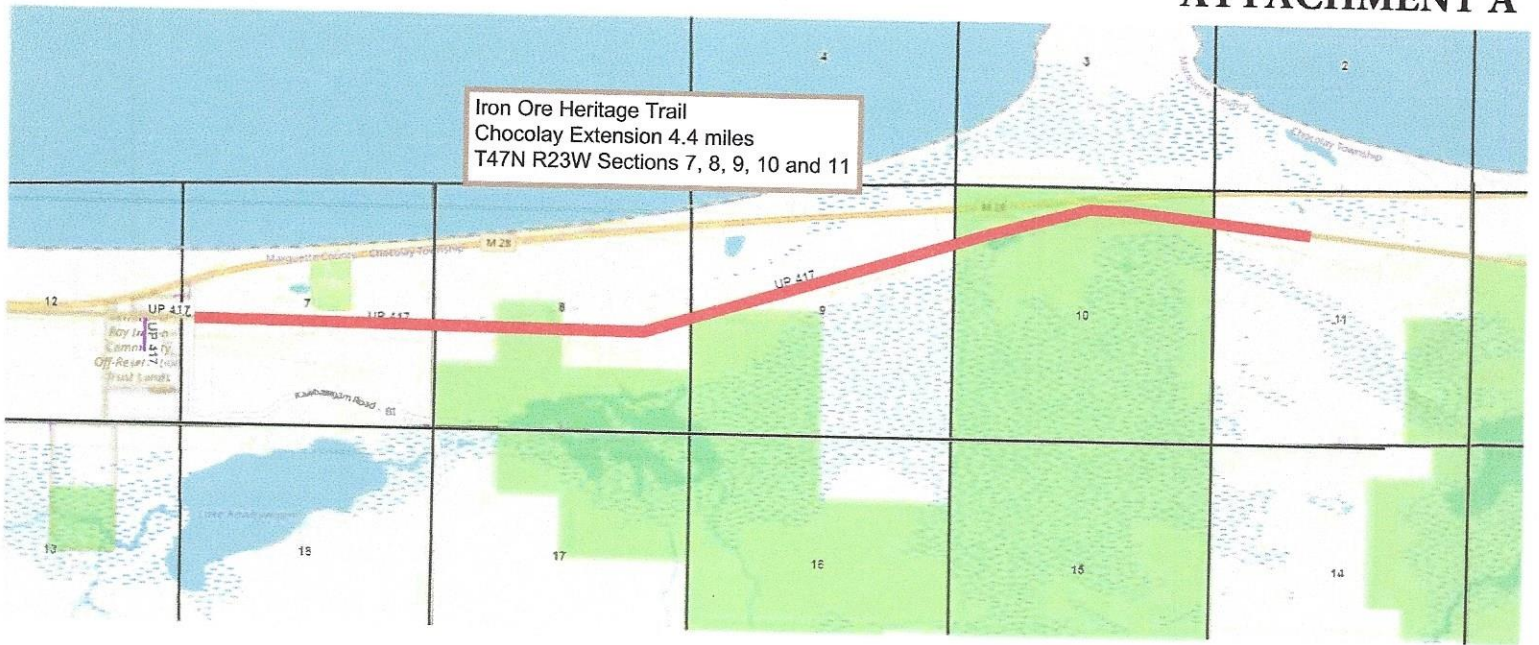 ATTACHMENT A
4
3
2
Iron Ore Heritage Trail
Chocolay Extension 4.4 miles
T47N R23W Sections 7, 8, 9, 10 and 11
Chocolay Township
M 28
Marquette County
Chocolay Township
M 28
12
UP 417
7
UP 417
8
UP 417
9
10
11
UP 417
Off-Reservation
Trust Lands
Kawbawgam Road
13
18
17
16
15
14